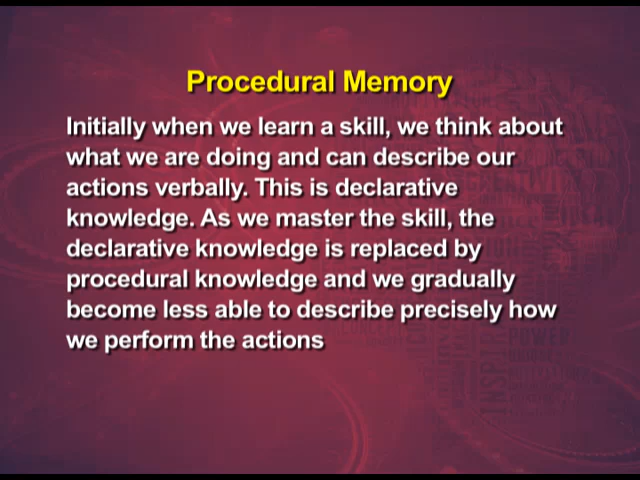 Procedural Memory
Initially when we learn a skill, we think about
what we are doing and can describe our
actions verbally. This is declarative
knowledge. As we master the skill, the
declarative knowledge is replaced by
procedural knowledge and we gradually
become less able to describe precisely how
we perform the actions
POWER